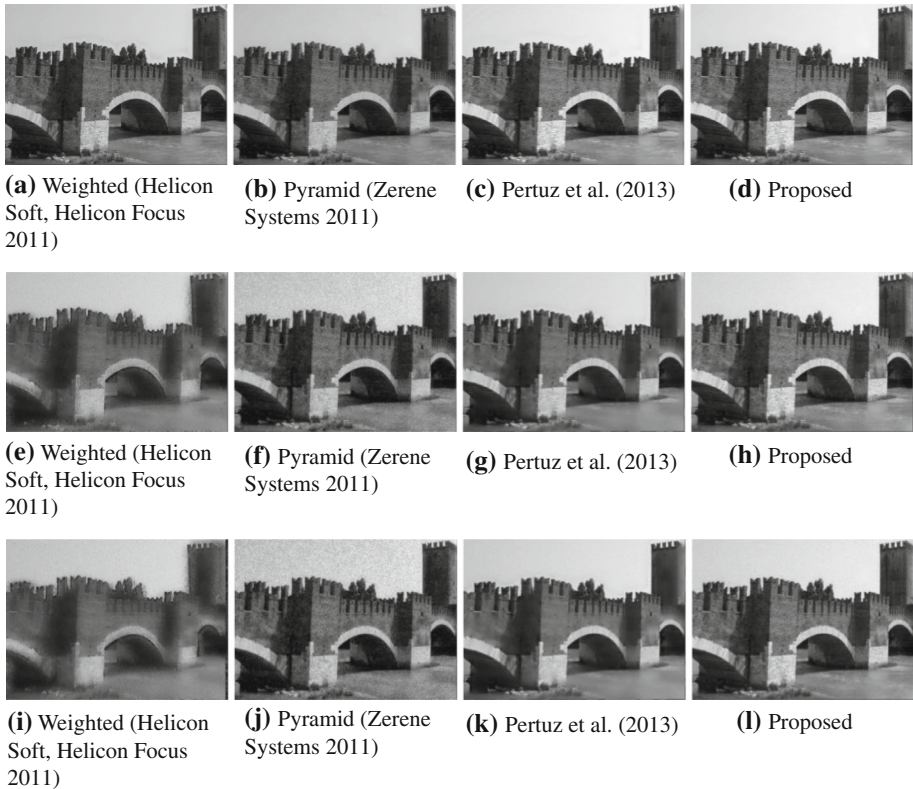 (a) Weighted (Helicon
Soft, Helicon Focus
2011)
(b) Pyramid (Zerene
Systems 2011)
(c) Pertuz et al. (2013)
(d) Proposed
(e) Weighted (Helicon
Soft, Helicon Focus
2011)
(f) Pyramid (Zerene
Systems 2011)
(g) Pertuz et al. (2013)
(h) Proposed
(i) Weighted (Helicon
Soft, Helicon Focus
2011)
(j) Pyramid (Zerene
Systems 2011)
(k) Pertuz et al. (2013)
(l) Proposed